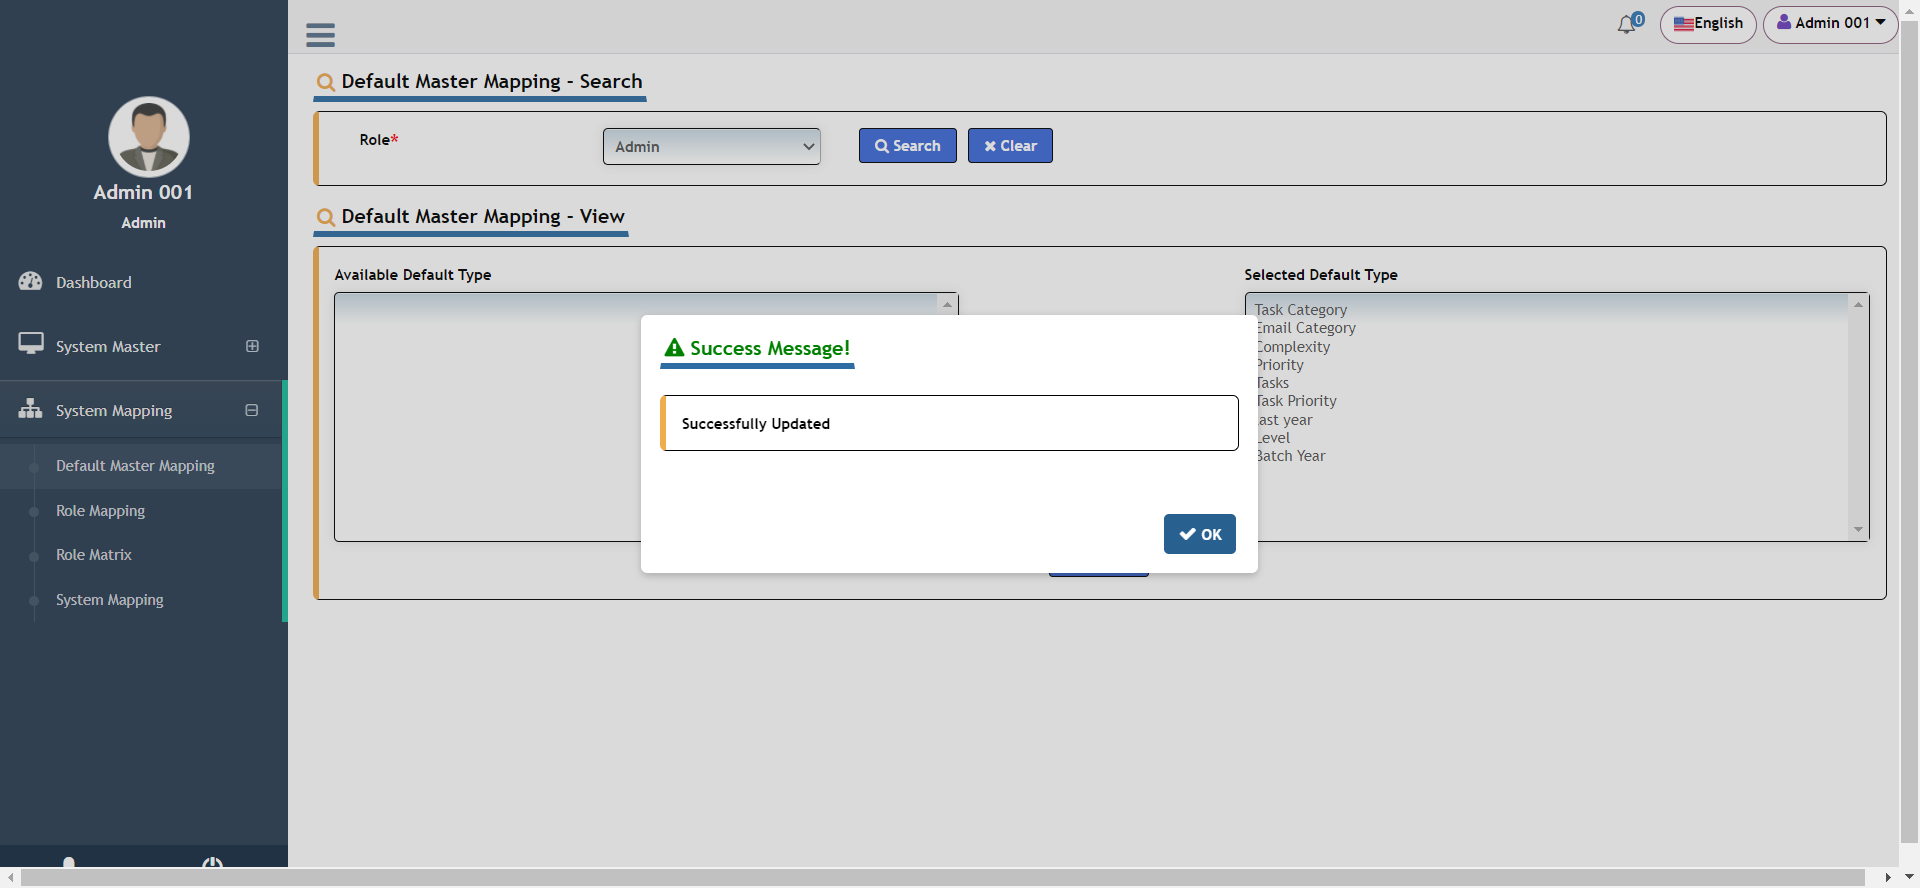 0
English
Admin 001
Admin 001
Admin
Dashboard
System Master
System Mapping
Default Master Mapping
Role Mapping
Role Matrix
System Mapping
Default Master Mapping - Search
Role*
Admin
Search
Clear
Default Master Mapping - View
Available Default Type
Selected Default Type
Task Category
Email Category
Complexity
Priority
Tasks
Task Priority
Last year
Level
Batch Year
Success Message!
Successfully Updated
OK